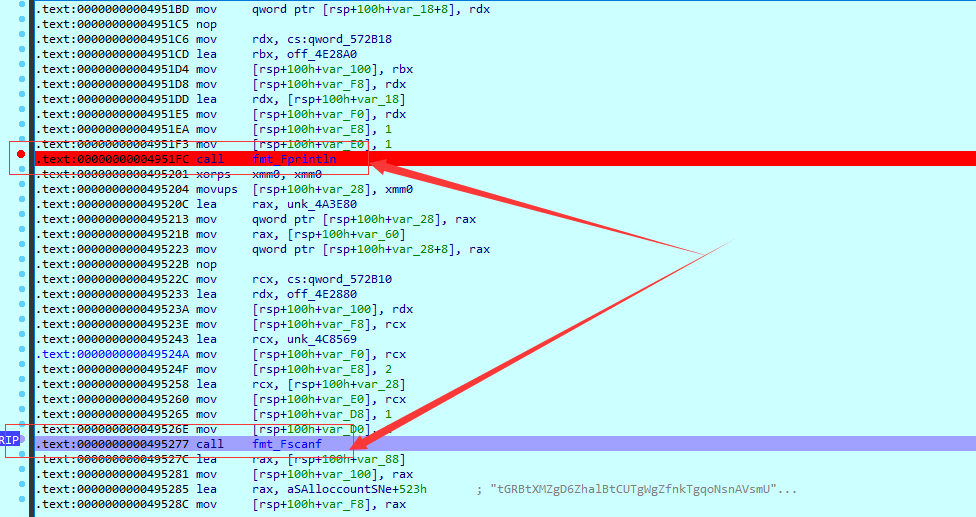 .text:00000000004951BD mov qword ptr [rsp+100h+var_18+8], rdx
.text:00000000004951C5 nop
.text:00000000004951C6 mov rdx, cs:qword_572B18
.text:00000000004951CD lea rbx, off_4E28A0
.text:00000000004951D4 mov [rsp+100h+var_100], rbx
.text:00000000004951D8 mov [rsp+100h+var_F8], rdx
.text:00000000004951DD lea rdx, [rsp+100h+var_18]
.text:00000000004951E5 mov [rsp+100h+var_F0], rdx
.text:00000000004951EA mov [rsp+100h+var_E8], 1
.text:00000000004951F3 mov [rsp+100h+var_E0], 1
.text:00000000004951FC call fmt_Fprintln
.text:0000000000495201 xorps xmm0, xmm0
.text:0000000000495204 movups [rsp+100h+var_28], xmm0
.text:000000000049520C lea rax, unk_4A3E80
.text:0000000000495213 mov qword ptr [rsp+100h+var_28], rax
.text:000000000049521B mov rax, [rsp+100h+var_60]
.text:0000000000495223 mov qword ptr [rsp+100h+var_28+8], rax
.text:000000000049522B nop
.text:000000000049522C mov rcx, cs:qword_572B10
.text:0000000000495233 lea rdx, off_4E2880
.text:000000000049523A mov [rsp+100h+var_100], rdx
.text:000000000049523E mov [rsp+100h+var_F8], rcx
.text:0000000000495243 lea rcx, unk_4C8569
.text:000000000049524A mov [rsp+100h+var_F0], rcx
.text:000000000049524F mov [rsp+100h+var_E8], 2
.text:0000000000495258 lea rcx, [rsp+100h+var_28]
.text:0000000000495260 mov [rsp+100h+var_E0], rcx
.text:0000000000495265 mov [rsp+100h+var_D8], 1
.text:000000000049526E mov [rsp+100h+var_D0],
RIP .text:0000000000495277 call fmt_Fscanf
.text:000000000049527C lea rax, [rsp+100h+var_88]
.text:0000000000495281 mov [rsp+100h+var_100], rax
.text:0000000000495285 lea rax, aSAlloccountSNe+523h ; "tGRBtXMZgD6ZhalBtCUTgWgZfnkTgqoNsnAVsmU"...
.text:000000000049528C mov [rsp+100h+var_F8], rax